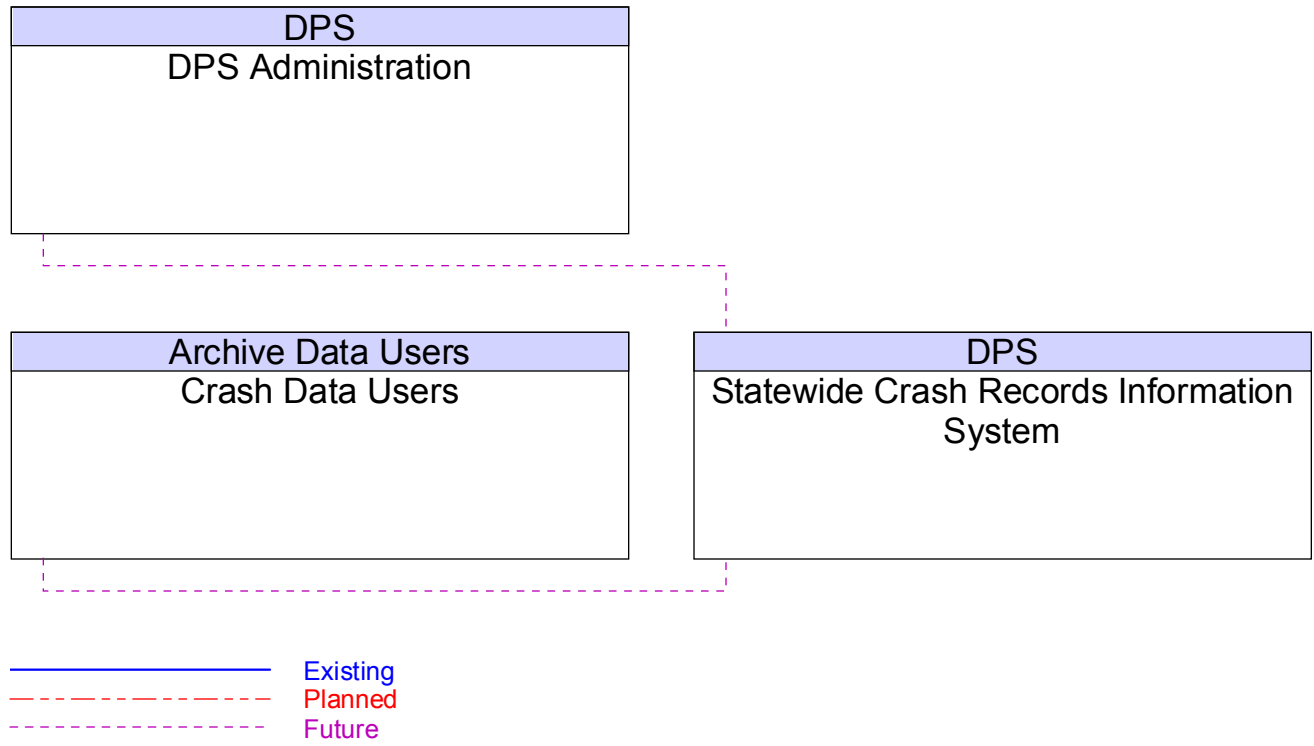 DPS
DPS Administration
Archive Data Users
Crash Data Users
DPS
Statewide Crash Records Information
System
Existing
Planned
Future